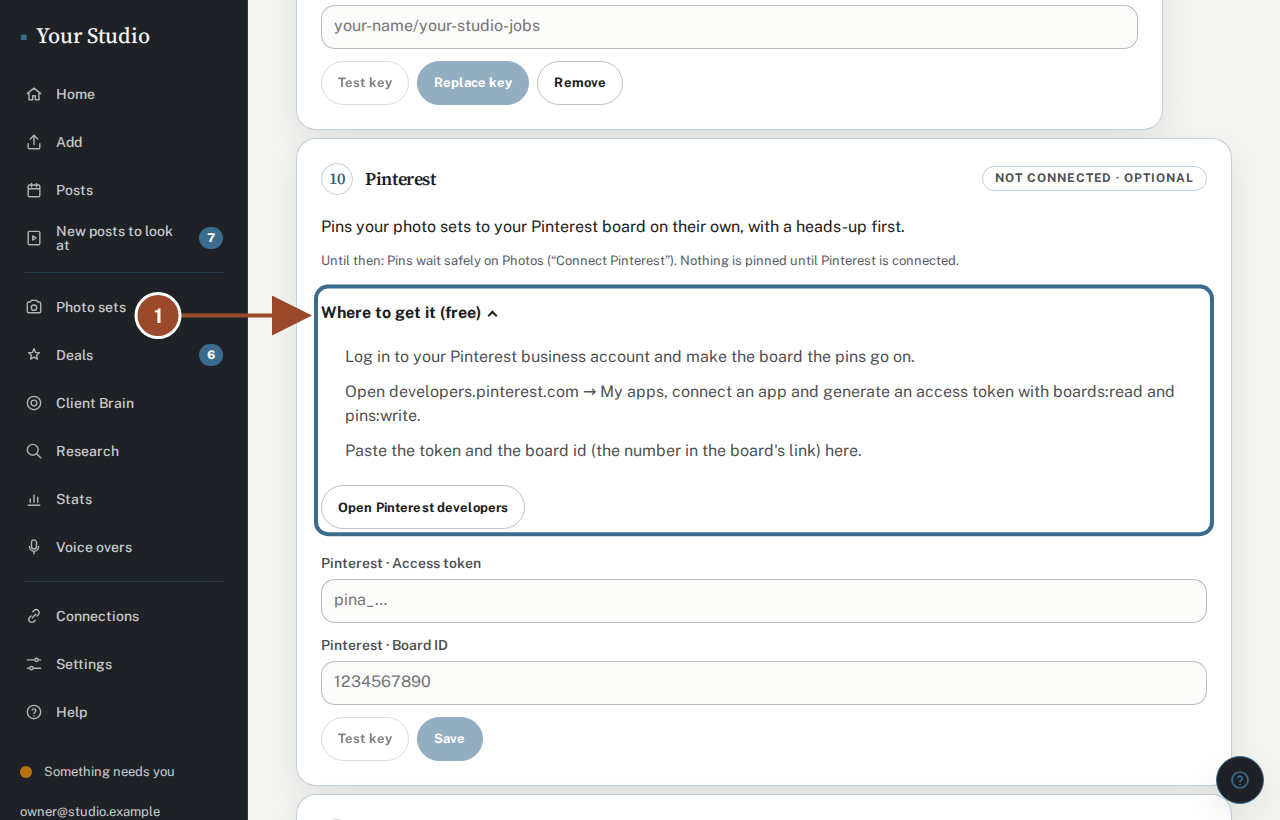 Your Studio
Home
Add
Posts
New posts to look
at
7
Photo sets
Deals
6
Client Brain
Research
Stats
Voice overs
Connections
Settings
Help
Something needs you
owner@studio.example
your-name/your-studio-jobs
Test key
Replace key
Remove
10
Pinterest
NOT CONNECTED · OPTIONAL
Pins your photo sets to your Pinterest board on their own, with a heads-up first.
Until then: Pins wait safely on Photos (“Connect Pinterest”). Nothing is pinned until Pinterest is connected.
1
Where to get it (free)
Log in to your Pinterest business account and make the board the pins go on.
Open developers.pinterest.com → My apps, connect an app and generate an access token with boards:read and
pins:write.
Paste the token and the board id (the number in the board's link) here.
Open Pinterest developers
Pinterest · Access token
pina_...
Pinterest · Board ID
1234567890
Test key
Save